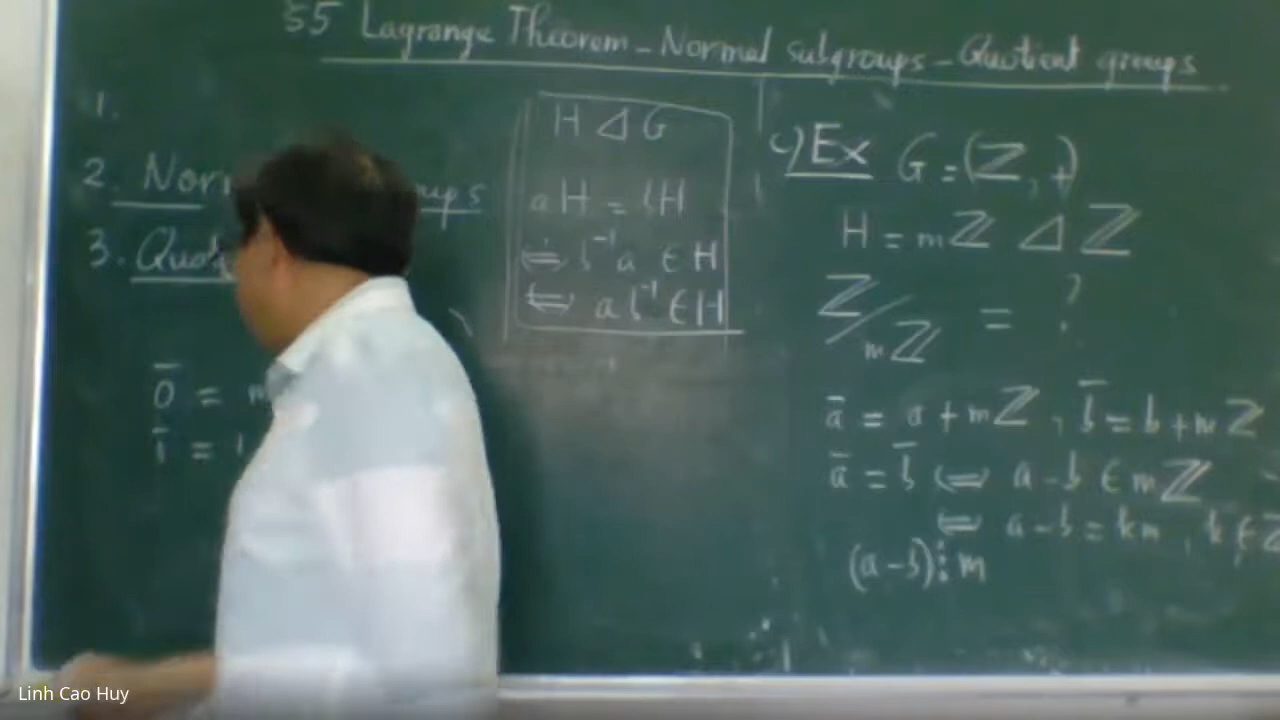 §5 Lagrange Theorem - Normal subgroups - Quotient groups
1.
2. Nor ups
3. Quot
0̅ = m
1̅ = 1
H ⊿ G
aH = bH
⟺ b⁻¹a ∈ H
⟺ ab⁻¹ ∈ H
c) Ex G = (ℤ, +)
H = mℤ ⊿ ℤ
ℤ/mℤ = ?
a̅ = a + mℤ, b̅ = b + mℤ
a̅ = b̅ ⟺ a - b ∈ mℤ
⟺ a - b = km, k ∈ ℤ
(a - b) ⋮ m
Linh Cao Huy